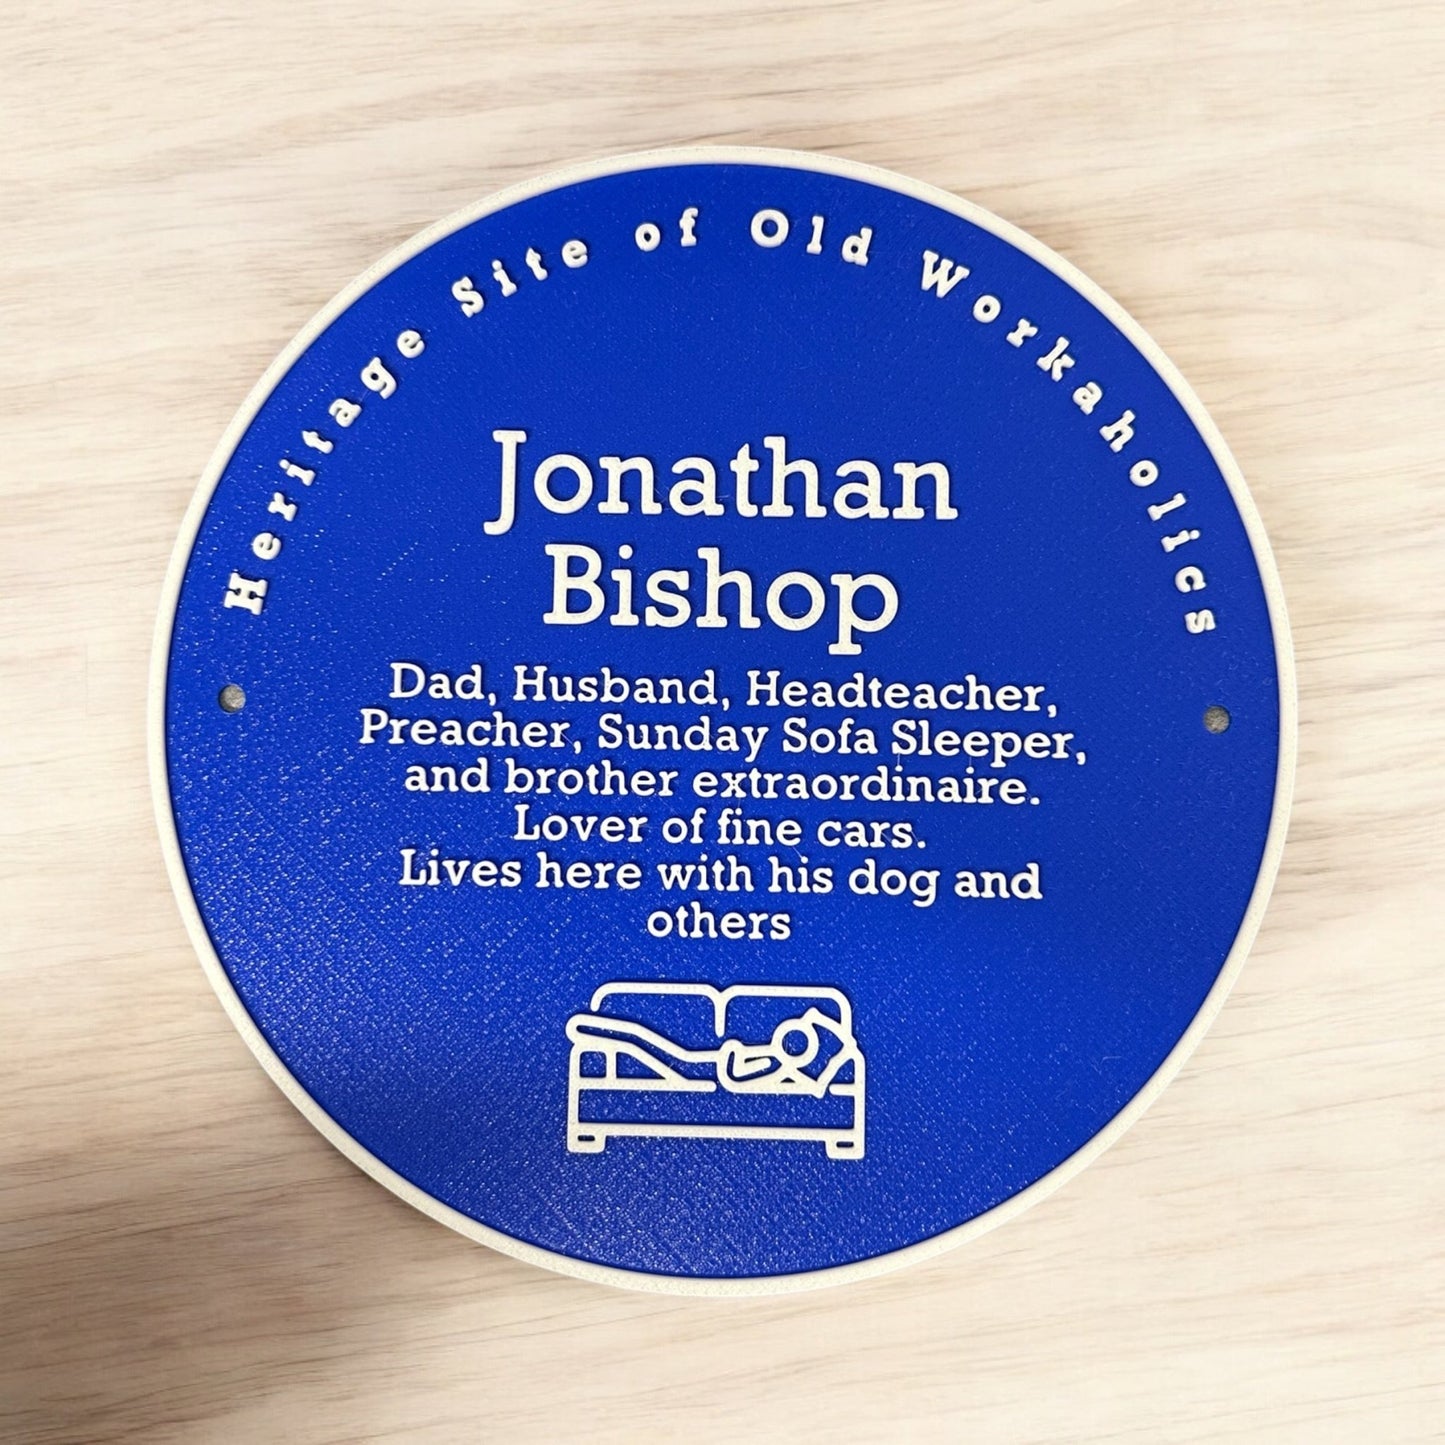 Heritage Site of Old Workaholics
Jonathan
Bishop
Dad, Husband, Headteacher,
Preacher, Sunday Sofa Sleeper,
and brother extraordinaire.
Lover of fine cars.
Lives here with his dog and
others